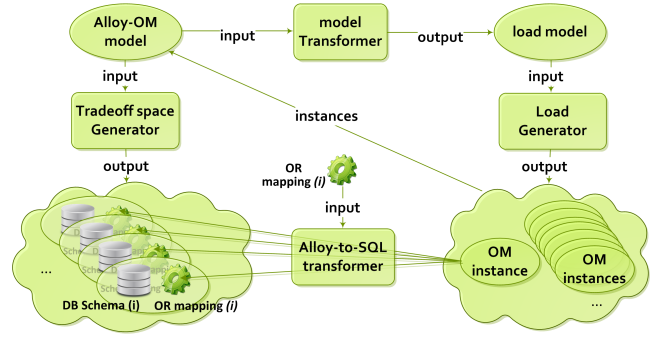 Alloy-OM
model
input
model
Transformer
output
load model
input
input
Tradeoff space
Generator
instances
Load
Generator
output
OR
mapping (i)
output
input
Alloy-to-SQL
transformer
OM
instance
OM
instances
...
...
DB Schema (i) OR mapping (i)